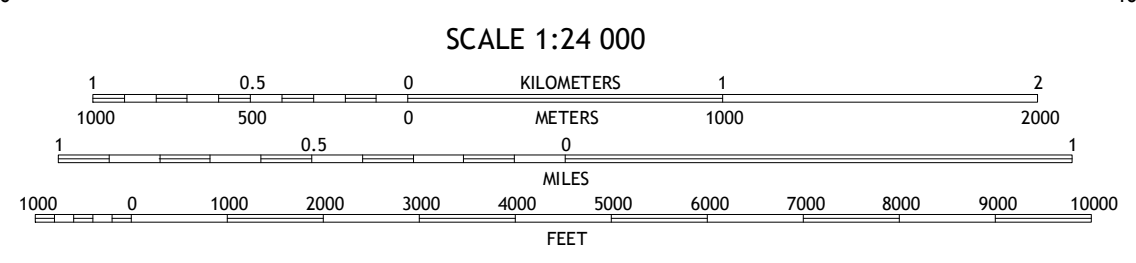 SCALE 1:24 000
1 0.5 0 KILOMETERS 1 2
1000 500 0 METERS 1000 2000
1 0.5 0 1
MILES
1000 0 1000 2000 3000 4000 5000 6000 7000 8000 9000 10000
FEET